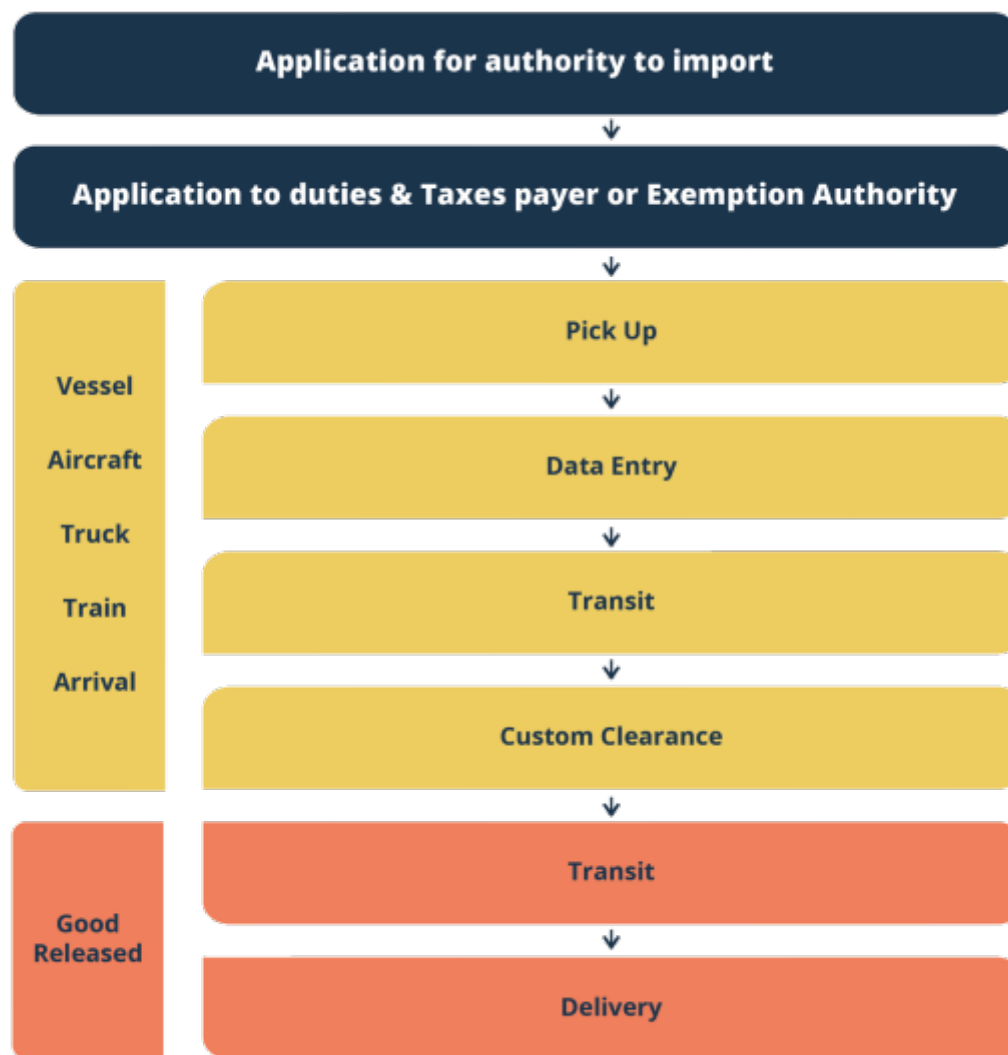 Application for authority to import
Application to duties & Taxes payer or Exemption Authority
Vessel
Aircraft
Truck
Train
Arrival
Pick Up
Data Entry
Transit
Custom Clearance
Good
Released
Transit
Delivery